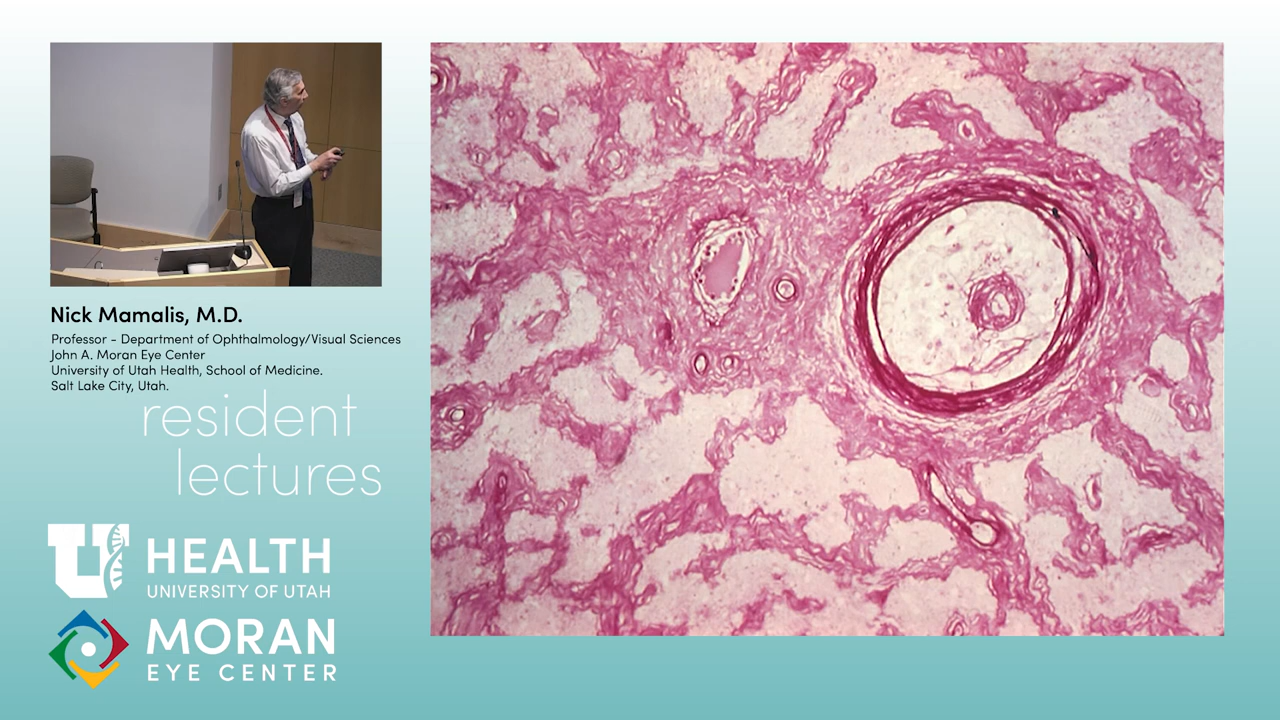 Nick Mamalis, M.D.
Professor - Department of Ophthalmology/Visual Sciences
John A. Moran Eye Center
University of Utah Health, School of Medicine.
Salt Lake City, Utah.
resident
lectures
U HEALTH
UNIVERSITY OF UTAH
MORAN
EYE CENTER